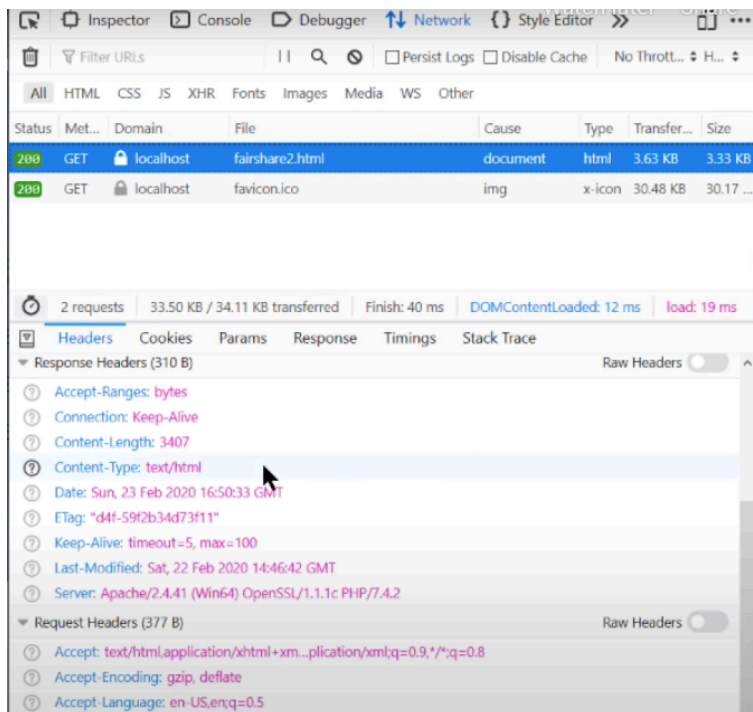 Watch later Share
Inspector Console Debugger Network {} Style Editor >> •••
Filter URLs Persist Logs Disable Cache No Thrott... H...
All HTML CSS JS XHR Fonts Images Media WS Other
Status Met... Domain File Cause Type Transfer... Size
200 GET localhost fairshare2.html document html 3.63 KB 3.33 KB
200 GET localhost favicon.ico img x-icon 30.48 KB 30.17 ...
2 requests 33.50 KB / 34.11 KB transferred Finish: 40 ms DOMContentLoaded: 12 ms load: 19 ms
Headers Cookies Params Response Timings Stack Trace
Response Headers (310 B) Raw Headers
Accept-Ranges: bytes
Connection: Keep-Alive
Content-Length: 3407
Content-Type: text/html
Date: Sun, 23 Feb 2020 16:50:33 GMT
ETag: "d4f-59f2b34d73f11"
Keep-Alive: timeout=5, max=100
Last-Modified: Sat, 22 Feb 2020 14:46:42 GMT
Server: Apache/2.4.41 (Win64) OpenSSL/1.1.1c PHP/7.4.2
Request Headers (377 B) Raw Headers
Accept: text/html,application/xhtml+xm...plication/xml;q=0.9,*/*;q=0.8
Accept-Encoding: gzip, deflate
Accept-Language: en-US,en;q=0.5